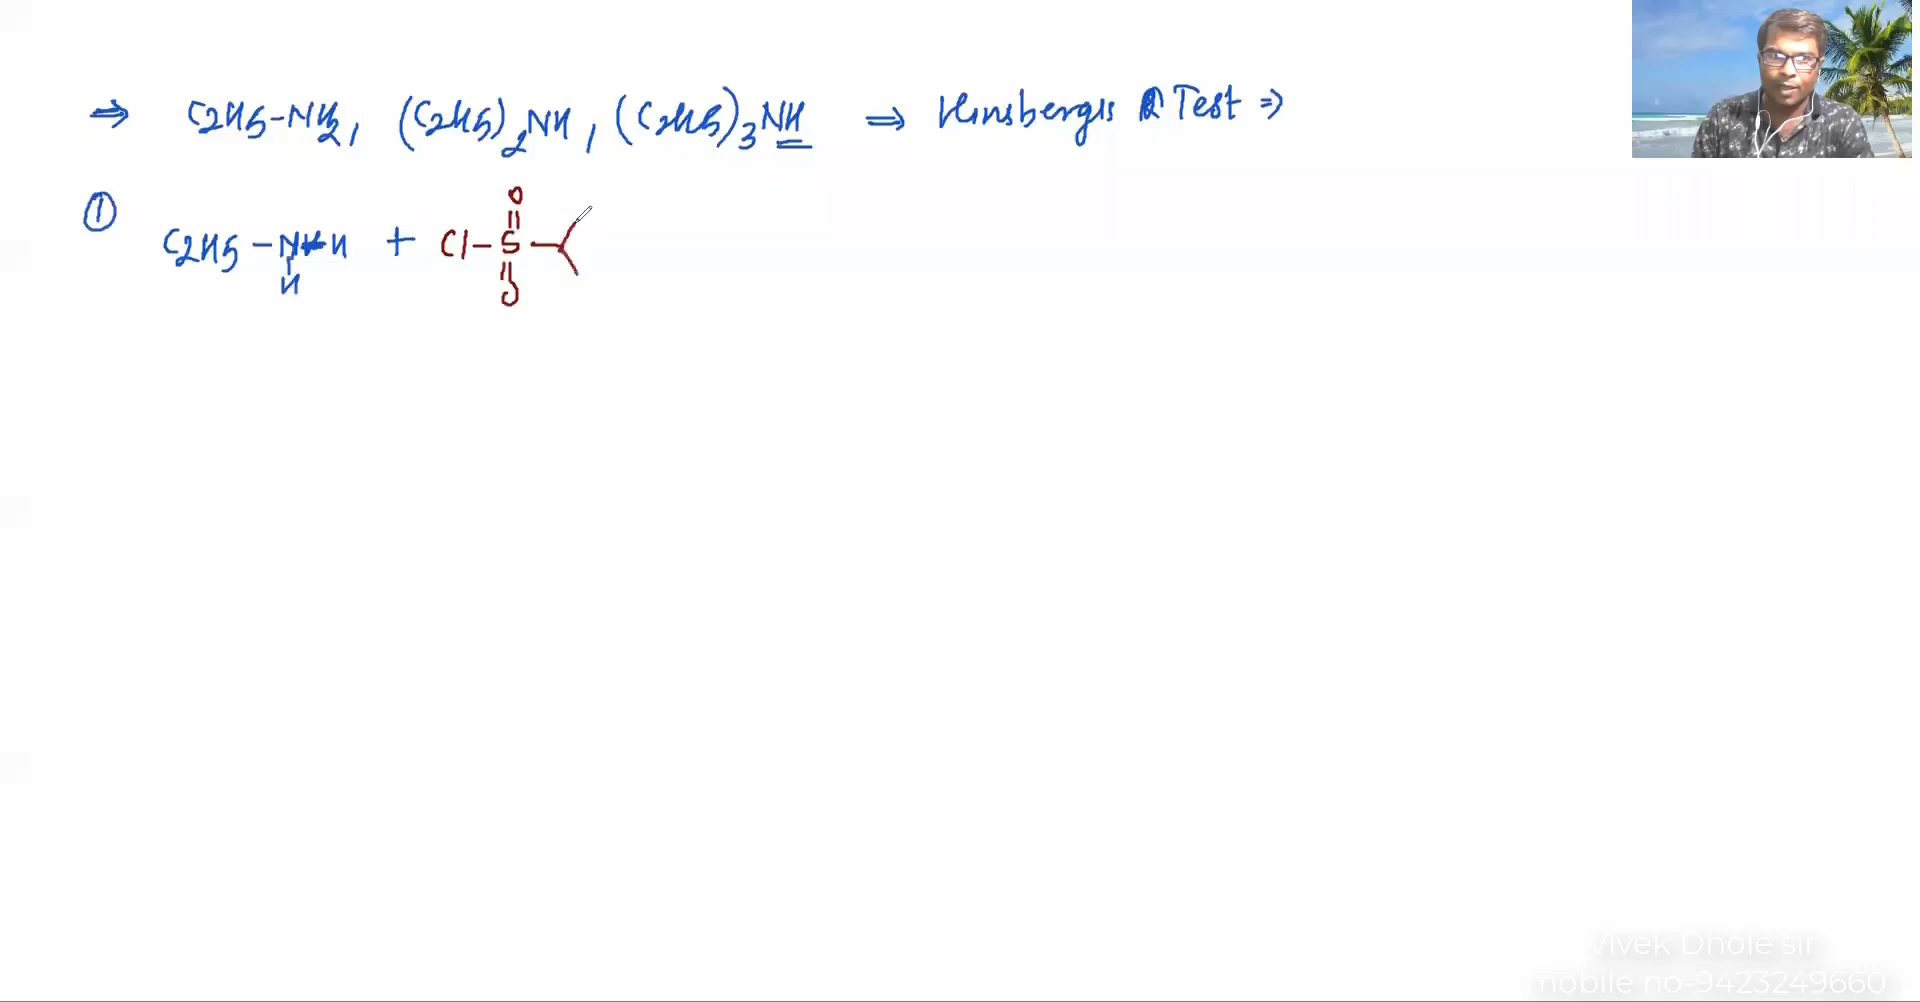 ⇒ C2H5-NH2, (C2H5)2NH, (C2H5)3NH ⇒ Hinsberg's Test ⇒
① C2H5-N-H + Cl-S-
O
H
O
Vivek Dhole sir
mobile no-9423249660